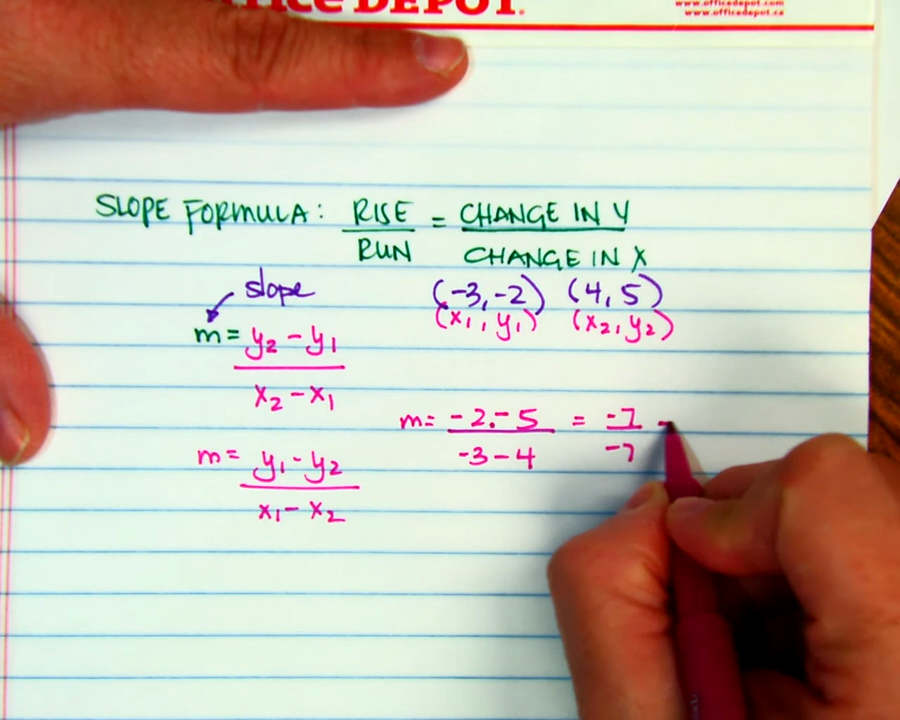 Office DEPOT.
www.officedepot.com
www.officedepot.ca
SLOPE FORMULA: RISE/RUN = CHANGE IN Y/CHANGE IN X
slope
(-3,-2) (4,5)
(x₁,y₁) (x₂,y₂)
m= y₂-y₁/x₂-x₁
m= -2-5/-3-4 = -7/-7 -
m= y₁-y₂/x₁-x₂